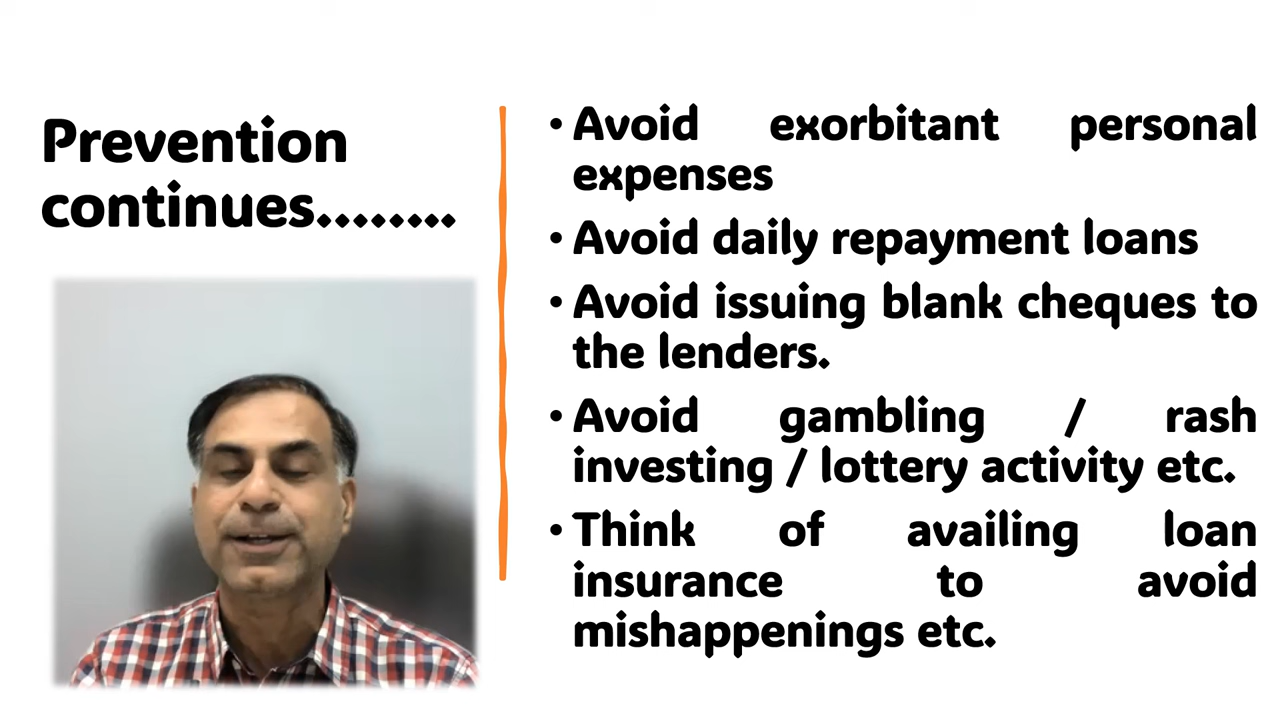 Prevention
continues........
• Avoid exorbitant personal
expenses
• Avoid daily repayment loans
• Avoid issuing blank cheques to
the lenders.
• Avoid gambling / rash
investing / lottery activity etc.
• Think of availing loan
insurance to avoid
mishappenings etc.